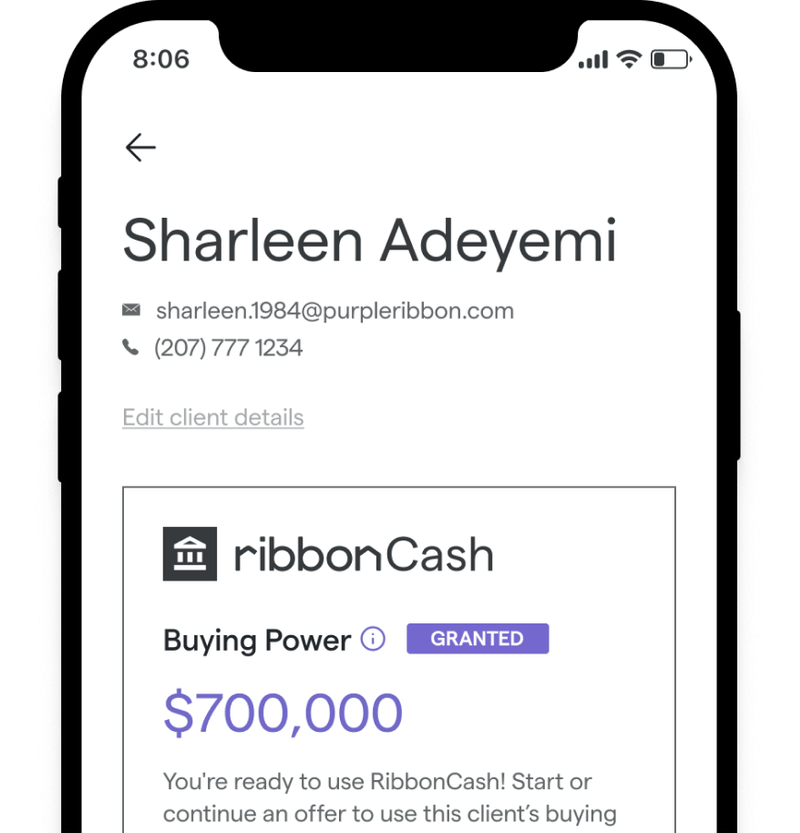 8:06
Sharleen Adeyemi
sharleen.1984@purpleribbon.com
(207) 777 1234
Edit client details
ribbonCash
Buying Power GRANTED
$700,000
You're ready to use RibbonCash! Start or
continue an offer to use this client's buying